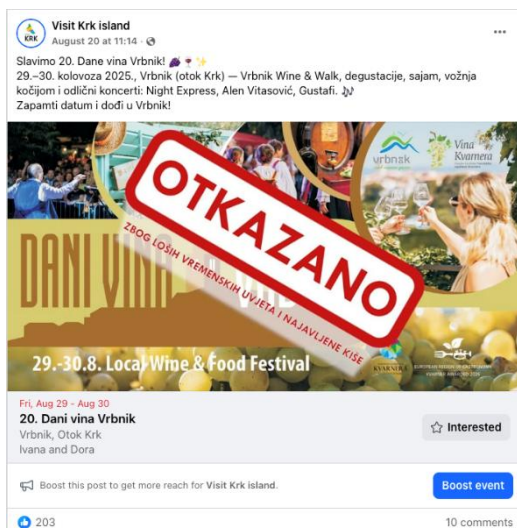 Visit Krk island
August 20 at 11:14
Slavimo 20. Dane vina Vrbnik! 🍇🍷✨
29.–30. kolovoza 2025., Vrbnik (otok Krk) — Vrbnik Wine & Walk, degustacije, sajam, vožnja
kočijom i odlični koncerti: Night Express, Alen Vitasović, Gustafi. 🎶
Zapamti datum i dođi u Vrbnik!
KRK
vrbnik
Vina
Kvarnera
OTKAZANO
ZBOG LOŠIH VREMENSKIH UVJETA I NAJAVLJENE KIŠE
DANI VINA
29.-30.8. Local Wine & Food Festival
KVARNER
Fri, Aug 29 - Aug 30
20. Dani vina Vrbnik
Vrbnik, Otok Krk
Ivana and Dora
☆ Interested
Boost this post to get more reach for Visit Krk island.
Boost event
203
10 comments